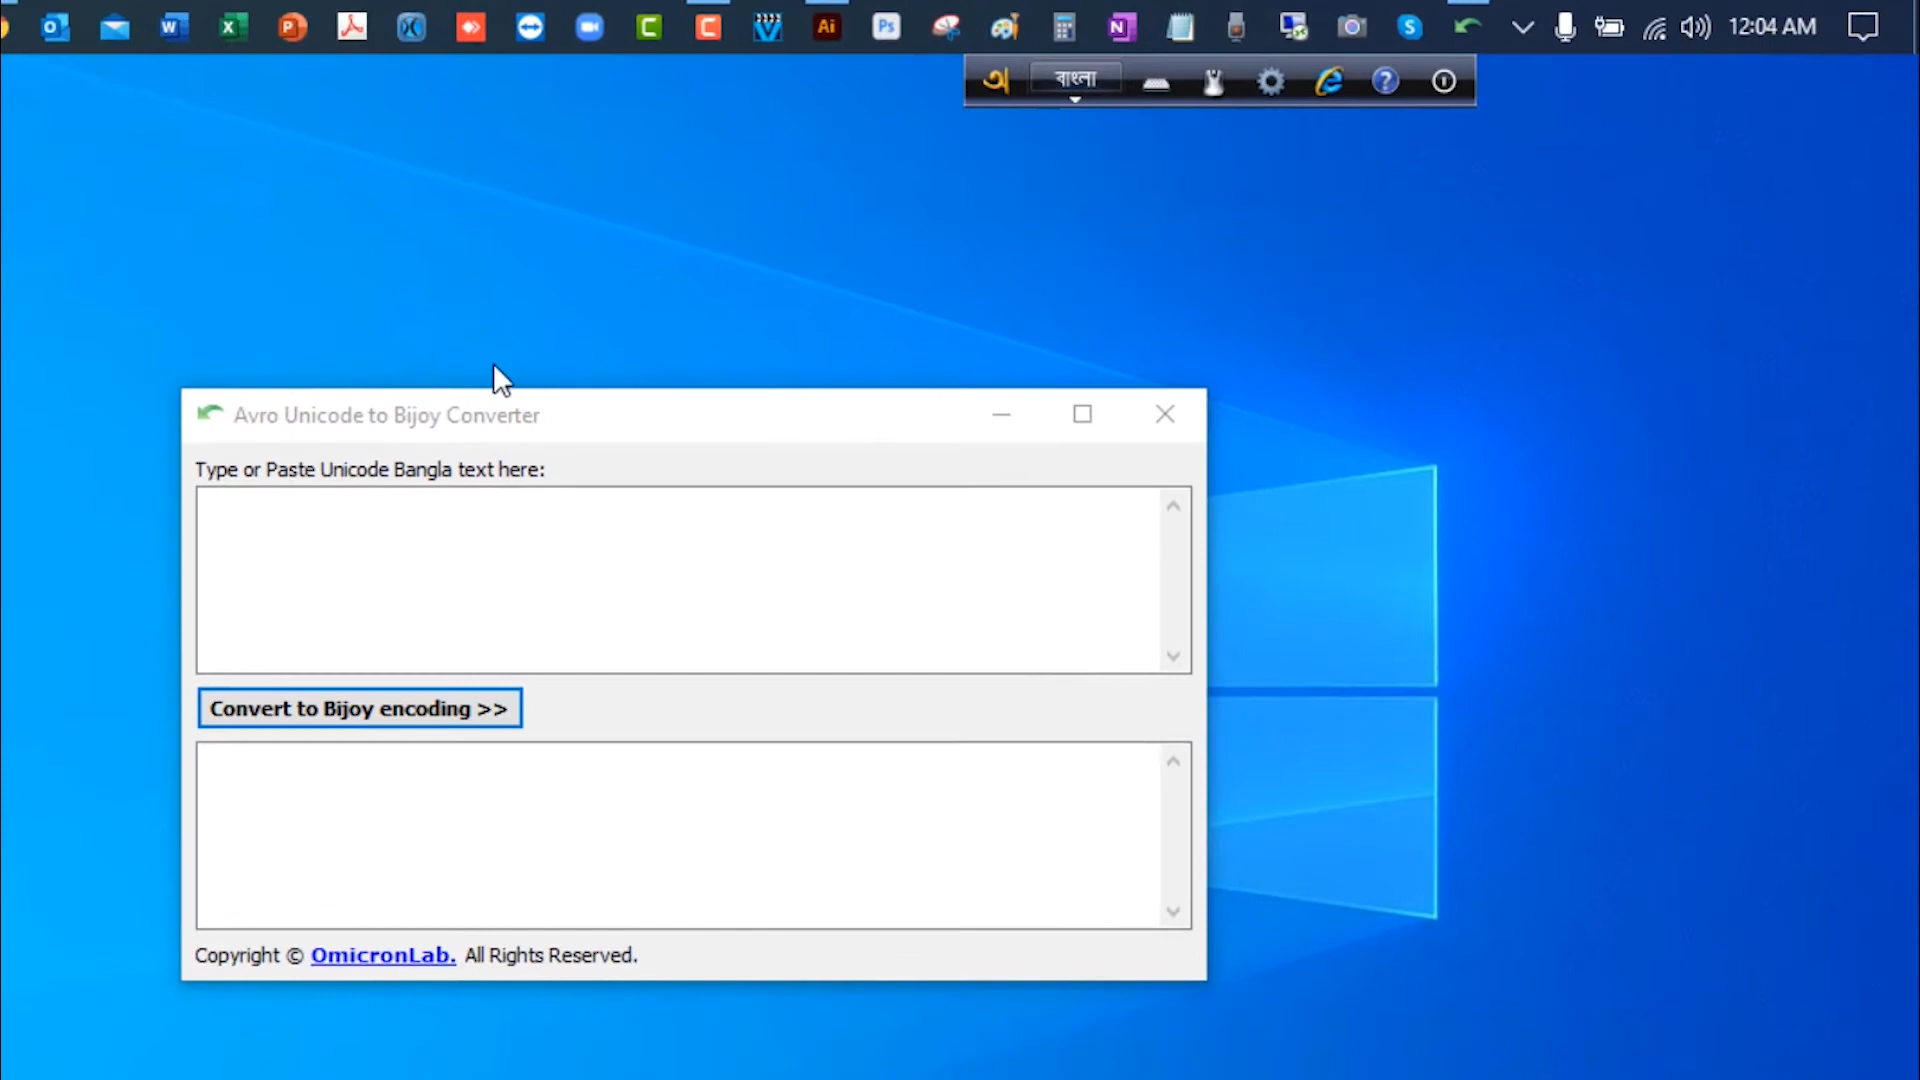 12:04 AM
বাংলা
Avro Unicode to Bijoy Converter
Type or Paste Unicode Bangla text here:
Convert to Bijoy encoding >>
Copyright © OmicronLab. All Rights Reserved.